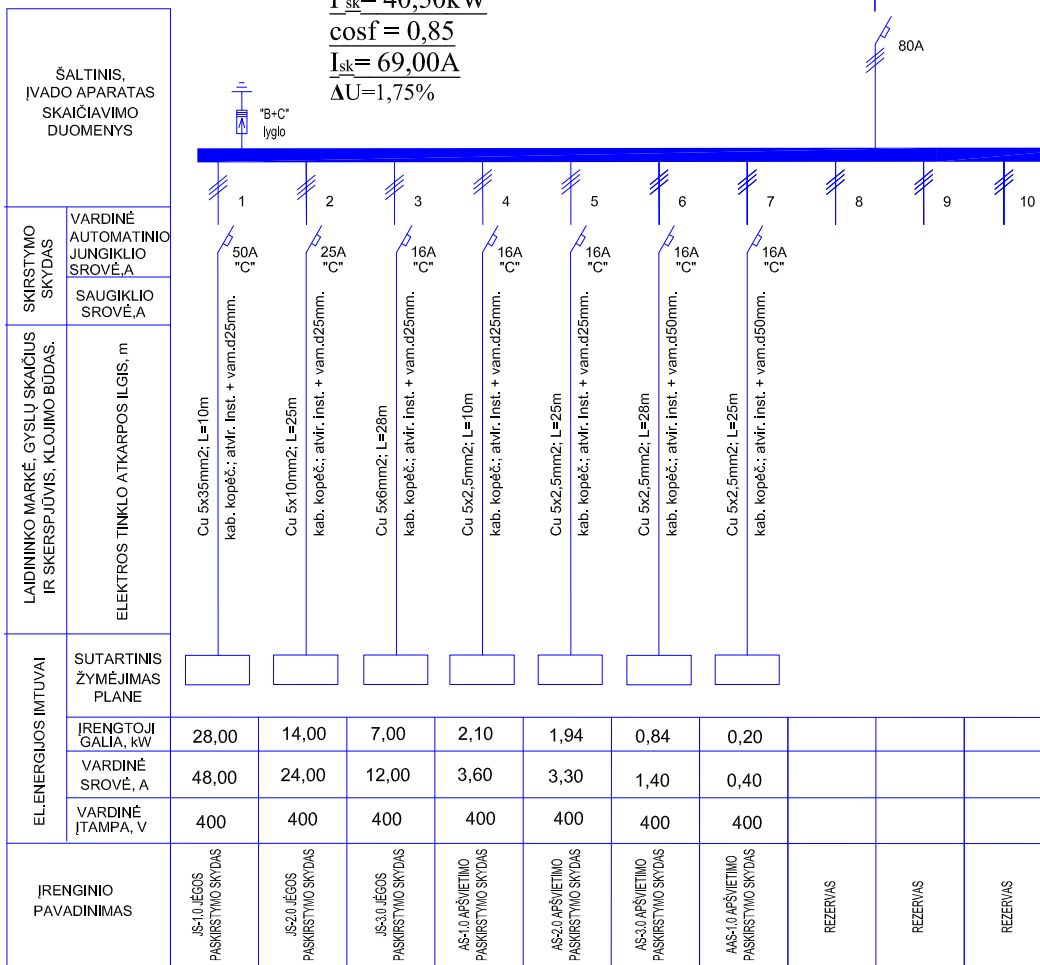 P sk= 40,50kW
cosf = 0,85
Isk= 69,00A
ΔU=1,75%
80A
ŠALTINIS,
ĮVADO APARATAS
SKAIČIAVIMO
DUOMENYS
"B+C"
lyglo
1
2
3
4
5
6
7
8
9
10
SKIRSTYMO
SKYDAS
VARDINĖ
AUTOMATINIO
JUNGIKLIO
SROVĖ,A
50A
"C"
25A
"C"
16A
"C"
16A
"C"
16A
"C"
16A
"C"
16A
"C"
SAUGIKLIO
SROVĖ,A
LAIDININKO MARKĖ, GYSLŲ SKAIČIUS
IR SKERSPJŪVIS, KLOJIMO BŪDAS.
ELEKTROS TINKLO ATKARPOS ILGIS, m
Cu 5x35mm2; L=10m
kab. kopėč.; atvir. Inst. + vam.d25mm.
Cu 5x10mm2; L=25m
kab. kopėč.; atvir. inst. + vam.d25mm.
Cu 5x6mm2; L=28m
kab. kopėč.; atvir. inst. + vam.d25mm.
Cu 5x2,5mm2; L=10m
kab. kopėč.; atvir. inst. + vam.d25mm.
Cu 5x2,5mm2; L=25m
kab. kopėč.; atvir. Inst. + vam.d25mm.
Cu 5x2,5mm2; L=28m
kab. kopėč.; atvir. inst. + vam.d50mm.
Cu 5x2,5mm2; L=25m
kab. kopėč.; atvir. inst. + vam.d50mm.
EL.ENERGIJOS IMTUVAI
SUTARTINIS
ŽYMĖJIMAS
PLANE
ĮRENGTOJI
GALIA, kW
28,00
14,00
7,00
2,10
1,94
0,84
0,20
VARDINĖ
SROVĖ, A
48,00
24,00
12,00
3,60
3,30
1,40
0,40
VARDINĖ
ĮTAMPA, V
400
400
400
400
400
400
400
ĮRENGINIO
PAVADINIMAS
JS-1.0 JĖGOS
PASKIRSTYMO SKYDAS
JS-2.0 JĖGOS
PASKIRSTYMO SKYDAS
JS-3.0 JĖGOS
PASKIRSTYMO SKYDAS
AS-1.0 APŠVIETIMO
PASKIRSTYMO SKYDAS
AS-2.0 APŠVIETIMO
PASKIRSTYMO SKYDAS
AS-3.0 APŠVIETIMO
PASKIRSTYMO SKYDAS
AAS-1.0 APŠVIETIMO
PASKIRSTYMO SKYDAS
REZERVAS
REZERVAS
REZERVAS